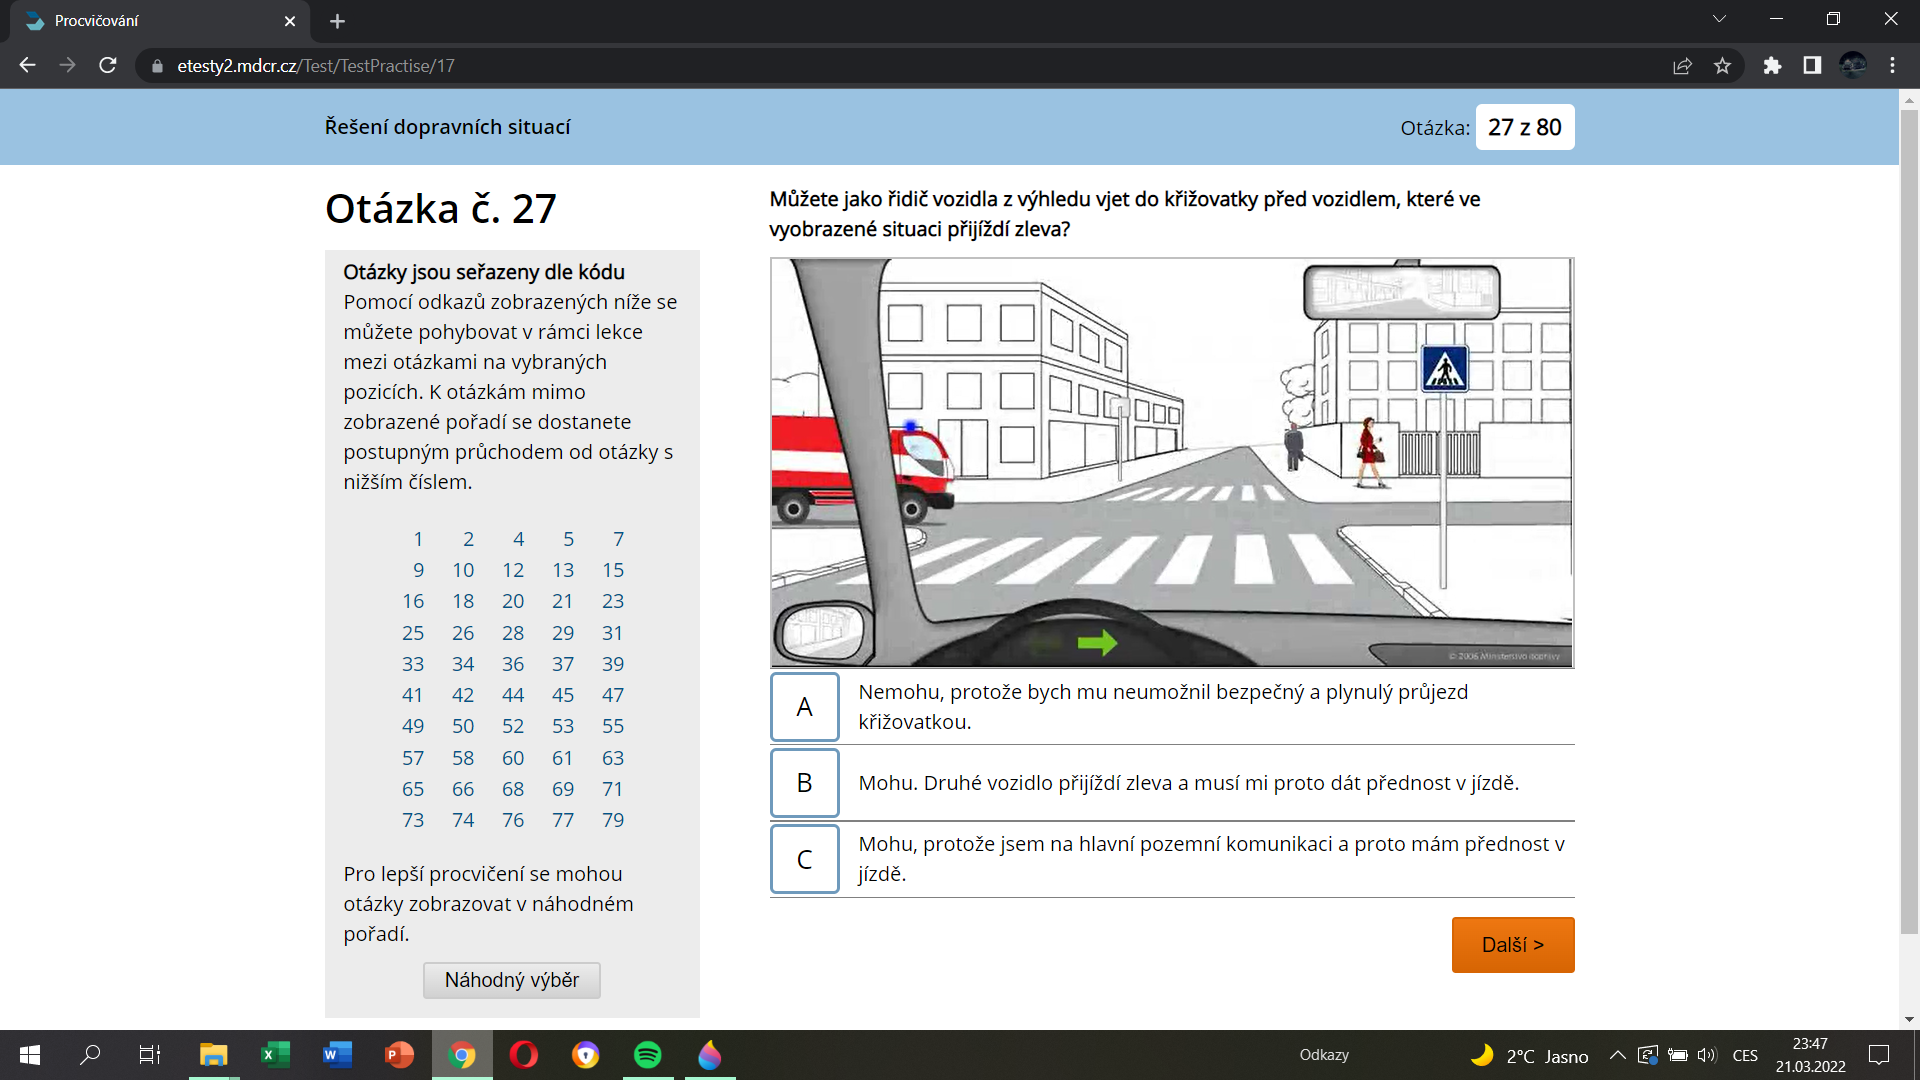 Procvičování
etesty2.mdcr.cz/Test/TestPractise/17
Řešení dopravních situací
Otázka: 27 z 80
Otázka č. 27
Otázky jsou seřazeny dle kódu
Pomocí odkazů zobrazených níže se
můžete pohybovat v rámci lekce
mezi otázkami na vybraných
pozicích. K otázkám mimo
zobrazené pořadí se dostanete
postupným průchodem od otázky s
nižším číslem.
1 2 4 5 7
9 10 12 13 15
16 18 20 21 23
25 26 28 29 31
33 34 36 37 39
41 42 44 45 47
49 50 52 53 55
57 58 60 61 63
65 66 68 69 71
73 74 76 77 79
Pro lepší procvičení se mohou
otázky zobrazovat v náhodném
pořadí.
Náhodný výběr
Můžete jako řidič vozidla z výhledu vjet do křižovatky před vozidlem, které ve
vyobrazené situaci přijíždí zleva?
© 2006 Ministerstvo dopravy
A Nemohu, protože bych mu neumožnil bezpečný a plynulý průjezd
křižovatkou.
B Mohu. Druhé vozidlo přijíždí zleva a musí mi proto dát přednost v jízdě.
C Mohu, protože jsem na hlavní pozemní komunikaci a proto mám přednost v
jízdě.
Další >
Odkazy
2°C Jasno
CES
23:47
21.03.2022